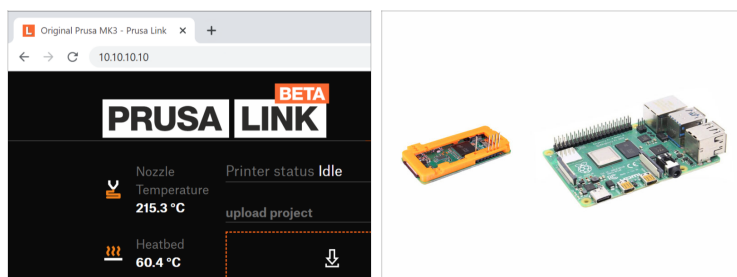 Original Prusa MK3 - Prusa Link
10.10.10.10
BETA
PRUSA LINK
Nozzle
Temperature
215.3 °C
Printer status Idle
upload project
Heatbed
60.4 °C